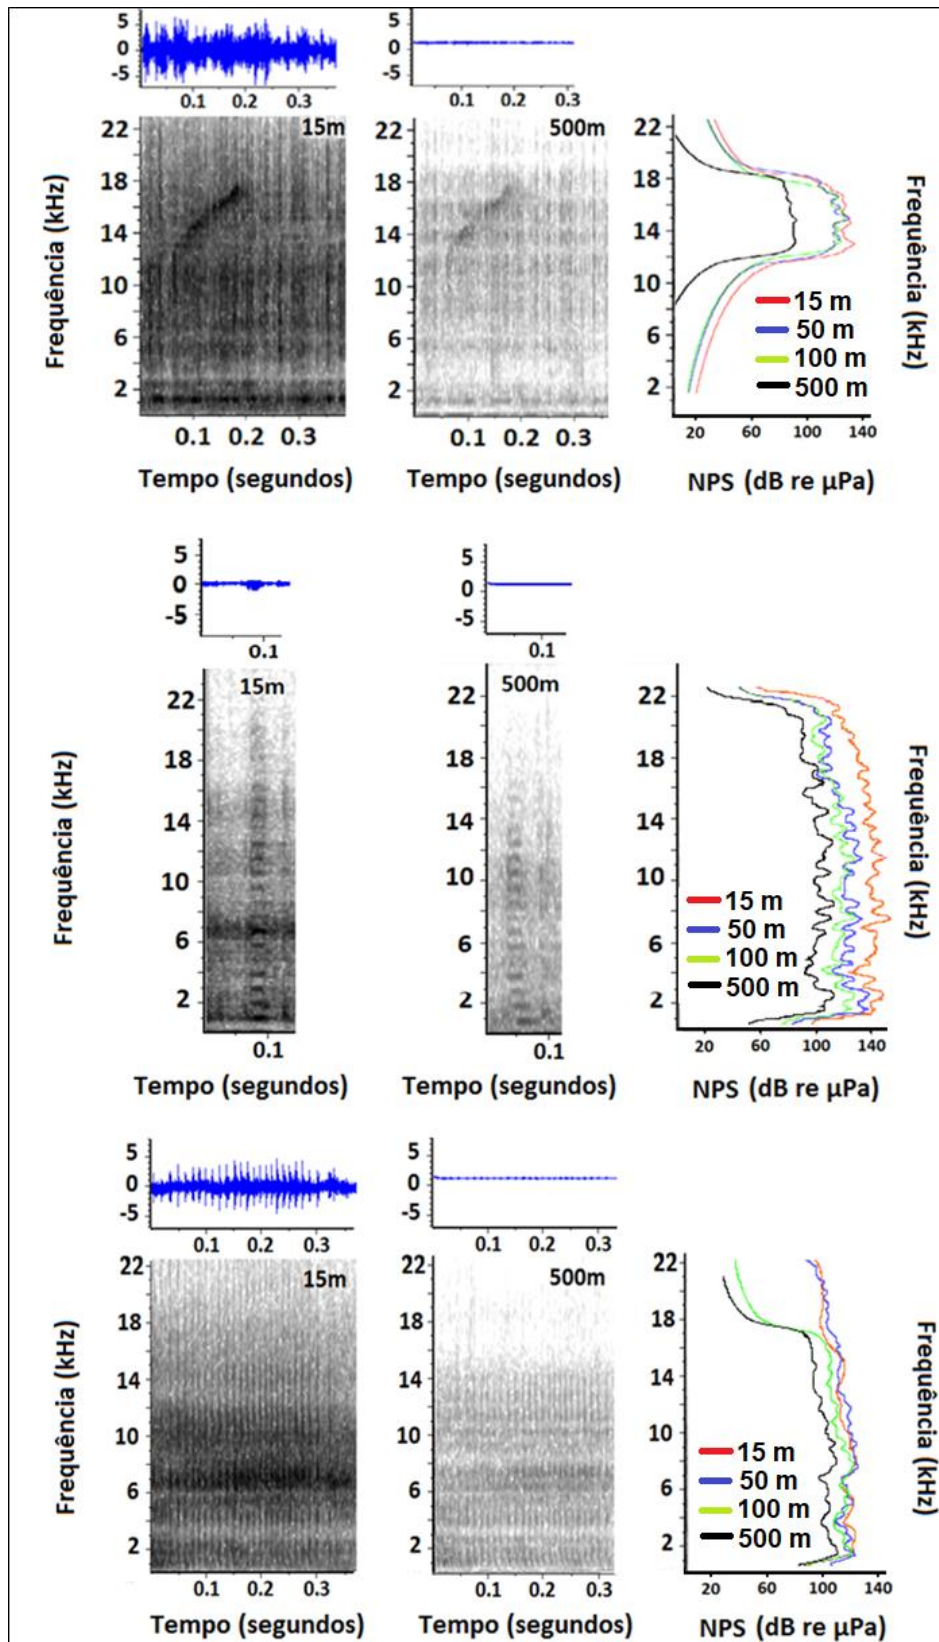 5
0
-5
0.1 0.2 0.3
5
0
-5
0.1 0.2 0.3
Frequência (kHz)
22
18
14
10
6
2
15m
0.1 0.2 0.3
Tempo (segundos)
500m
22
18
14
10
6
2
0.1 0.2 0.3
Tempo (segundos)
22
18
14
10
6
2
15 m
50 m
100 m
500 m
20 60 100 140
NPS (dB re µPa)
Frequência (kHz)
5
0
-5
0.1
5
0
-5
0.1
Frequência (kHz)
22
18
14
10
6
2
15m
0.1
Tempo (segundos)
22
18
14
10
6
2
500m
0.1
Tempo (segundos)
22
18
14
10
6
2
15 m
50 m
100 m
500 m
20 60 100 140
NPS (dB re µPa)
Frequência (kHz)
5
0
-5
0.1 0.2 0.3
5
0
-5
0.1 0.2 0.3
Frequência (kHz)
22
18
14
10
6
2
15m
0.1 0.2 0.3
Tempo (segundos)
22
18
14
10
6
2
500m
0.1 0.2 0.3
Tempo (segundos)
22
18
14
10
6
2
15 m
50 m
100 m
500 m
20 60 100 140
NPS (dB re µPa)
Frequência (kHz)